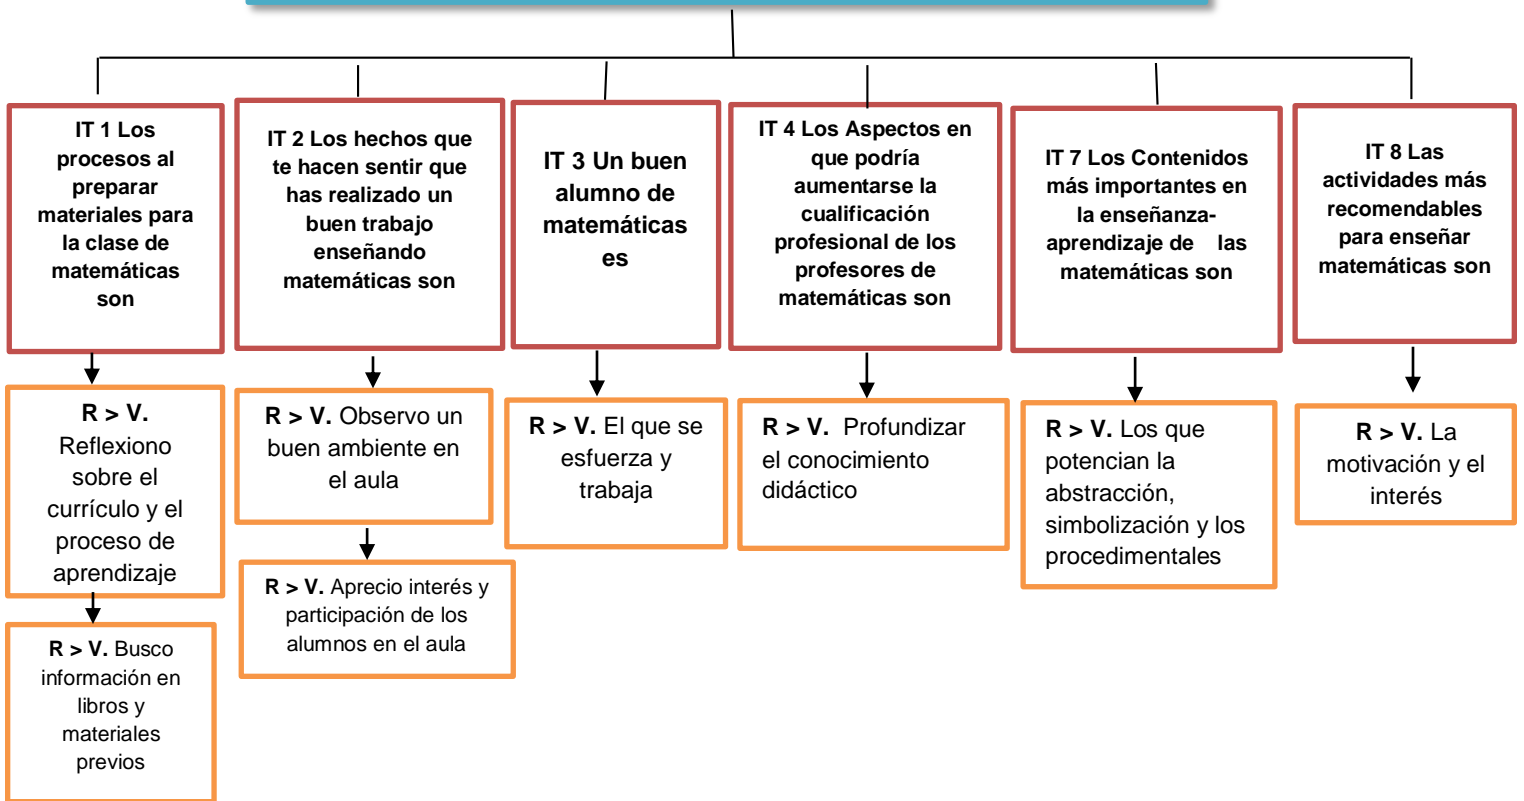 IT 1 Los
procesos al
preparar
materiales para
la clase de
matemáticas
son
IT 2 Los hechos que
te hacen sentir que
has realizado un
buen trabajo
enseñando
matemáticas son
IT 3 Un buen
alumno de
matemáticas
es
IT 4 Los Aspectos en
que podría
aumentarse la
cualificación
profesional de los
profesores de
matemáticas son
IT 7 Los Contenidos
más importantes en
la enseñanza-
aprendizaje de las
matemáticas son
IT 8 Las
actividades más
recomendables
para enseñar
matemáticas son
R > V.
Reflexiono
sobre el
currículo y el
proceso de
aprendizaje
R > V. Observo un
buen ambiente en
el aula
R > V. El que se
esfuerza y
trabaja
R > V. Profundizar
el conocimiento
didáctico
R > V. Los que
potencian la
abstracción,
simbolización y los
procedimentales
R > V. La
motivación y el
interés
R > V. Busco
información en
libros y
materiales
previos
R > V. Aprecio interés y
participación de los
alumnos en el aula